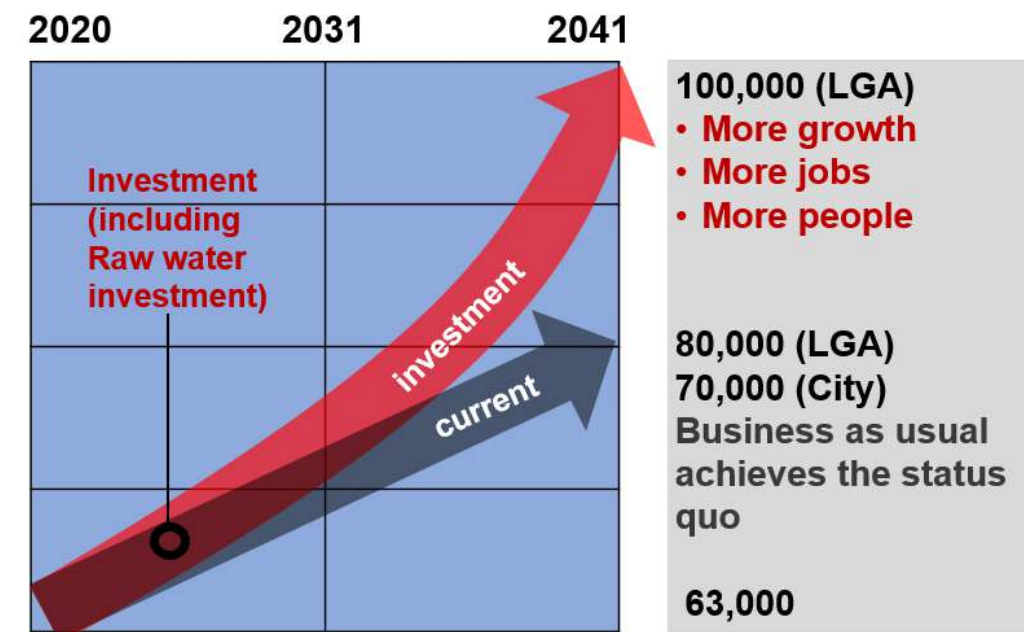 2020 2031 2041
Investment
(including
Raw water
investment)
investment
current
100,000 (LGA)
• More growth
• More jobs
• More people
80,000 (LGA)
70,000 (City)
Business as usual
achieves the status
quo
63,000